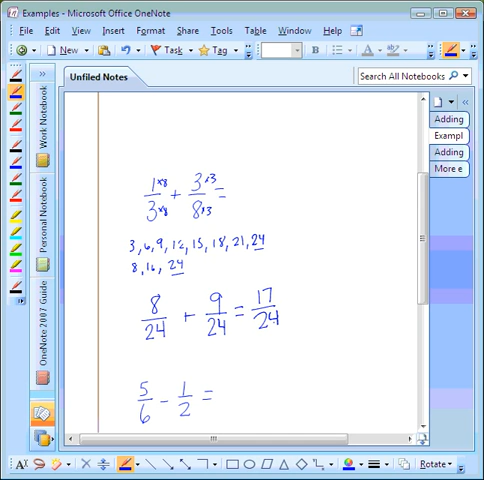 Examples - Microsoft Office OneNote
File Edit View Insert Format Share Tools Table Window Help
New Task Tag B A ab
Unfiled Notes Search All Notebooks
Work Notebook
Personal Notebook
OneNote 2007 Guide
Adding
Exampl
Adding
More e
1×8/3×8 + 3×3/8×3 =
3, 6, 9, 12, 15, 18, 21, 24
8, 16, 24
8/24 + 9/24 = 17/24
5/6 - 1/2 =
A Rotate